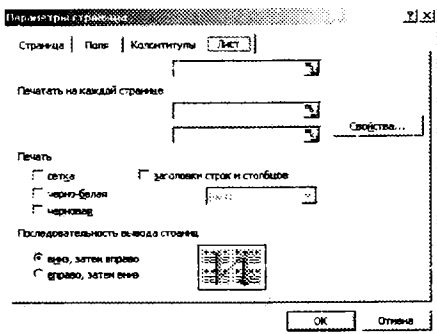 Параметры страницы
Страница Поля Колонтитулы Лист
Печатать на каждой странице
Свойства...
Печать
сетка заголовки строк и столбцов
черно-белая
черновая
Последовательность вывода страниц
вниз, затем вправо
вправо, затем вниз
ОК Отмена